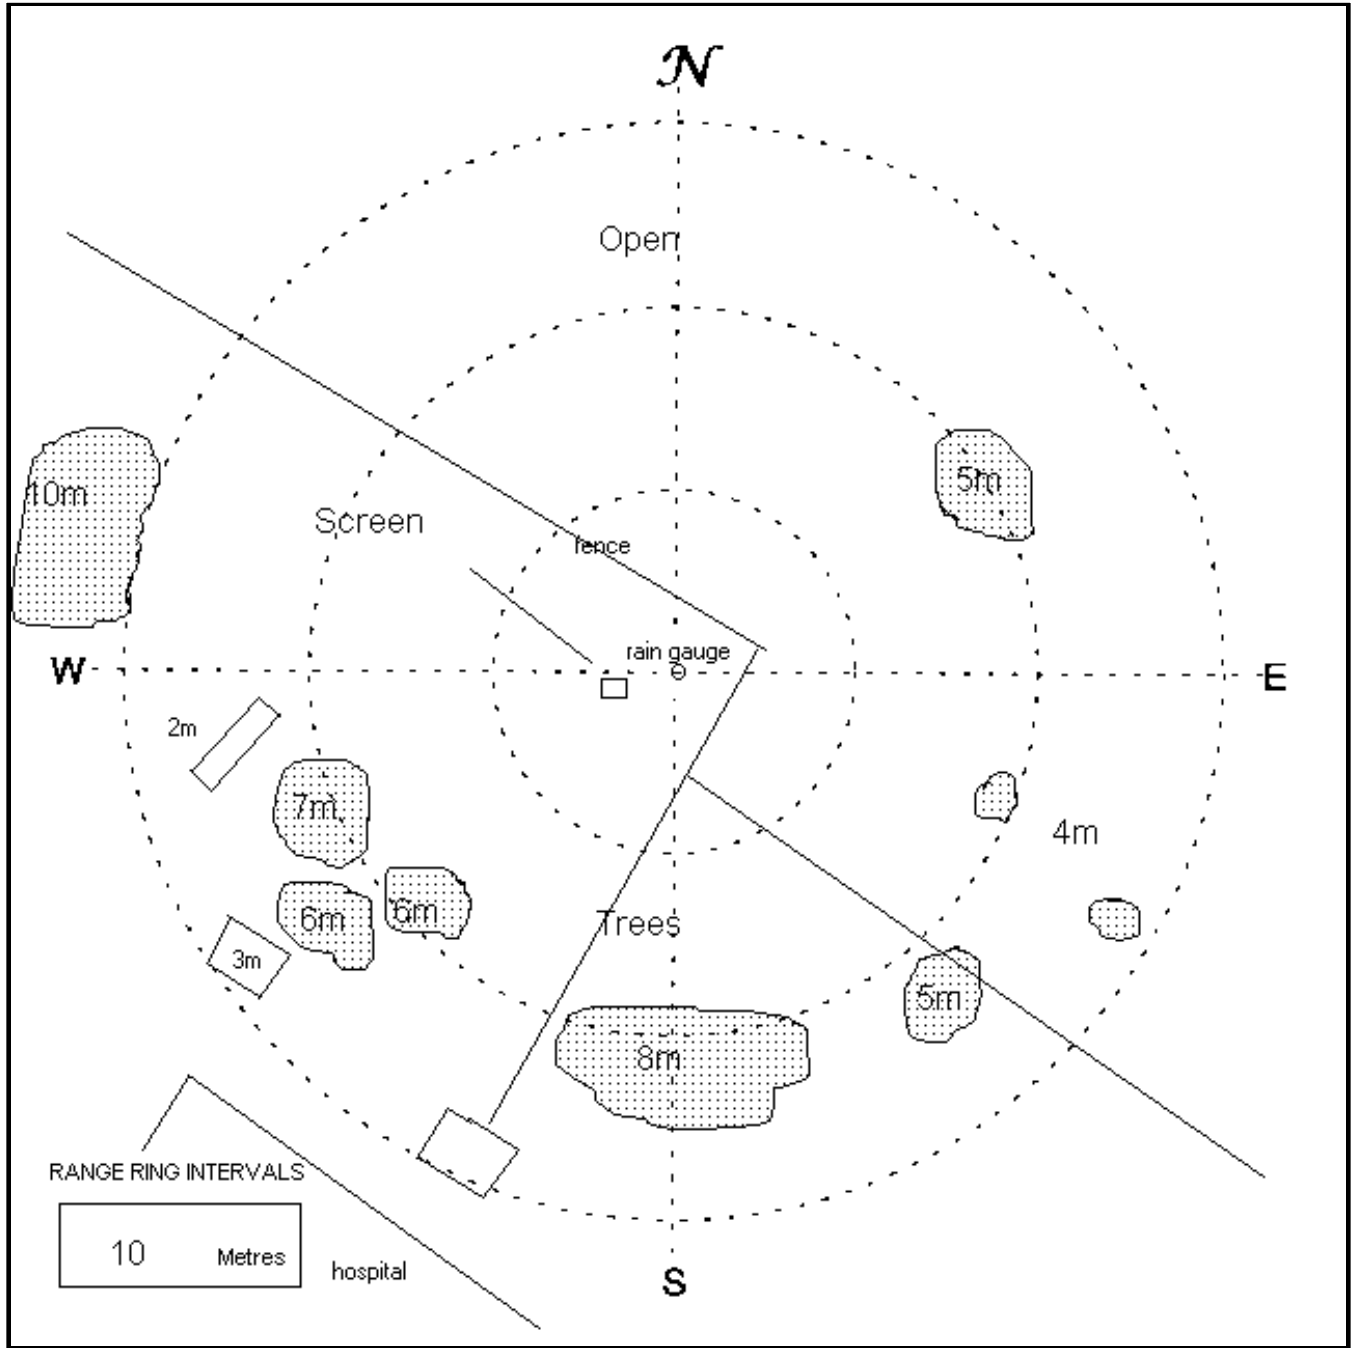 N
Open
10m
5m
Screen
fence
rain gauge
W
E
2m
7m
4m
6m
6m
Trees
3m
5m
8m
RANGE RING INTERVALS
10 Metres
hospital
S